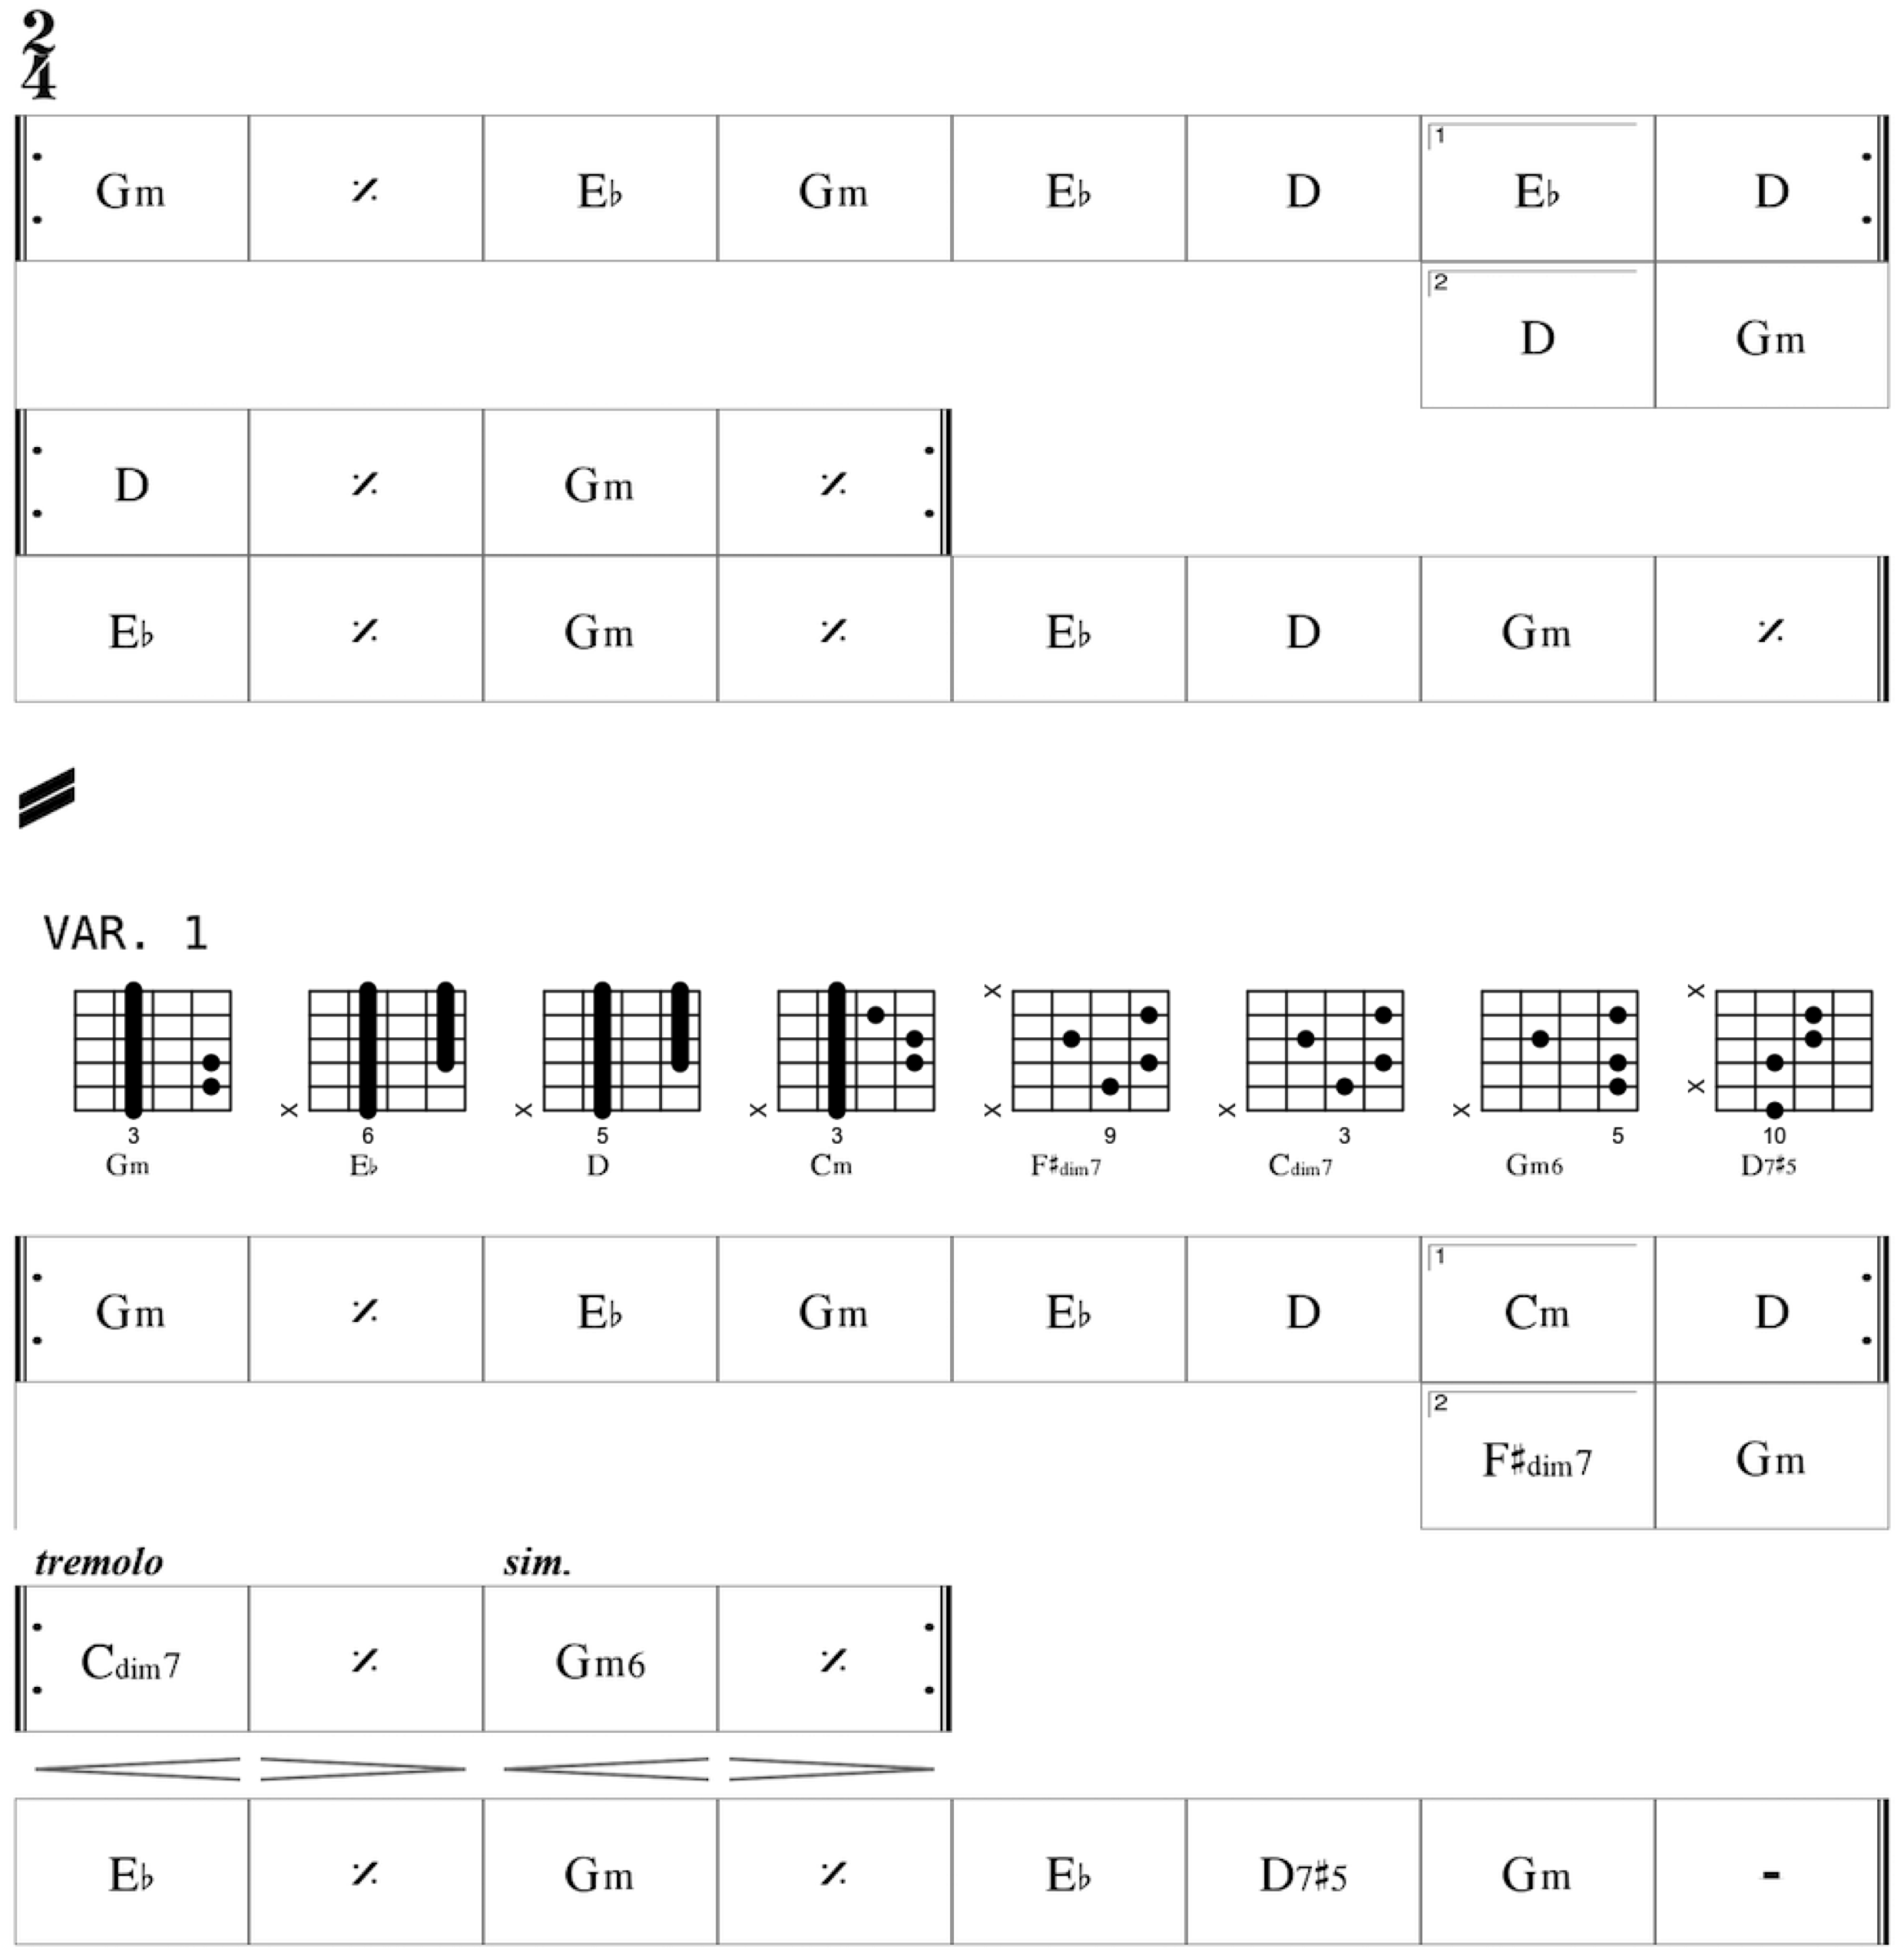 2
4
Gm 𝄎 E♭ Gm E♭ D 1 E♭ D
2 D Gm
D 𝄎 Gm 𝄎
E♭ 𝄎 Gm 𝄎 E♭ D Gm 𝄎
VAR. 1
x x x x x x x x x
3 6 5 3 9 3 5 10
Gm E♭ D Cm F♯dim7 Cdim7 Gm6 D7♯5
Gm 𝄎 E♭ Gm E♭ D 1 Cm D
2 F♯dim7 Gm
tremolo sim.
Cdim7 𝄎 Gm6 𝄎
E♭ 𝄎 Gm 𝄎 E♭ D7♯5 Gm -